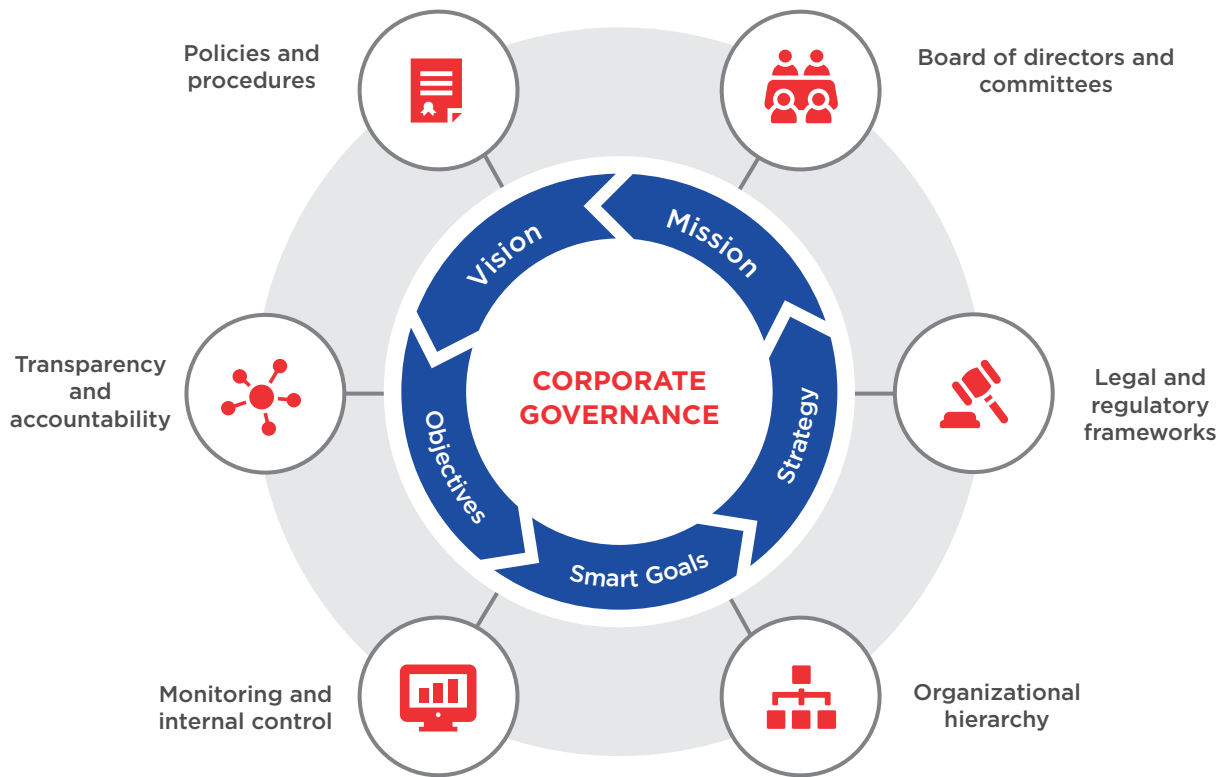 Policies and
procedures
Board of directors and
committees
Vision
Mission
Transparency
and
accountability
CORPORATE
GOVERNANCE
Legal and
regulatory
frameworks
Objectives
Strategy
Smart Goals
Monitoring and
internal control
Organizational
hierarchy